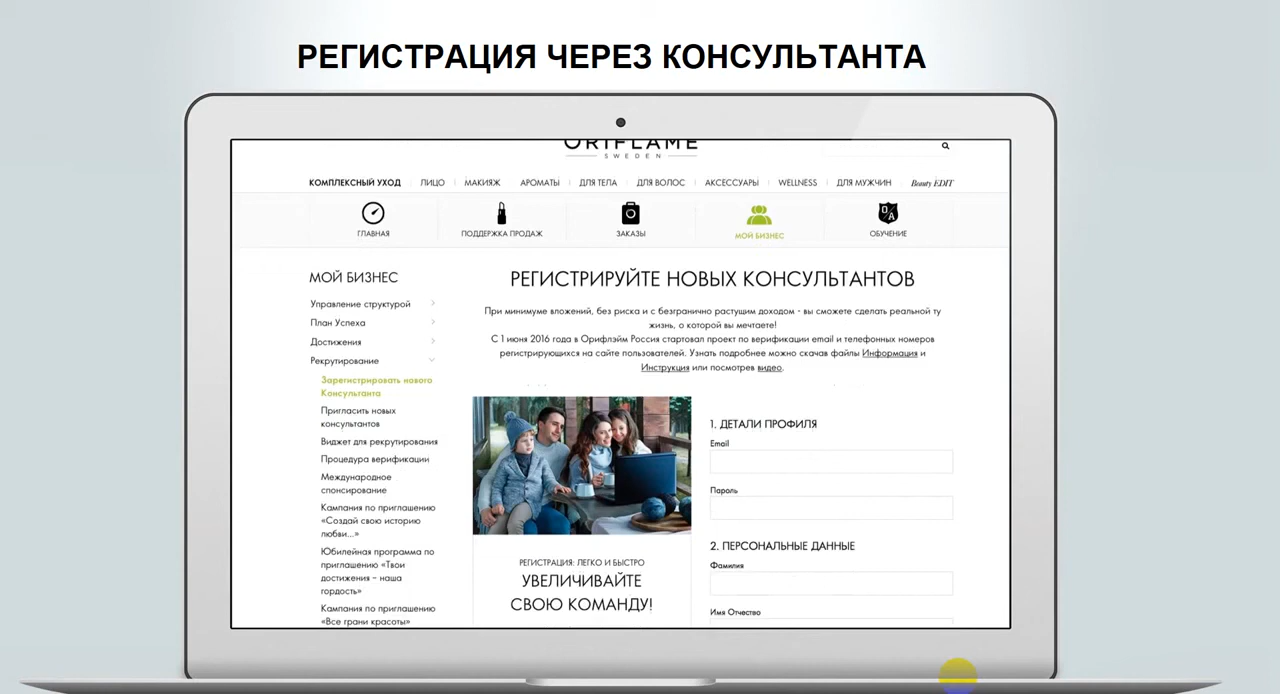 РЕГИСТРАЦИЯ ЧЕРЕЗ КОНСУЛЬТАНТА
ORIFLAME
SWEDEN
КОМПЛЕКСНЫЙ УХОД ЛИЦО МАКИЯЖ АРОМАТЫ ДЛЯ ТЕЛА ДЛЯ ВОЛОС АКСЕССУАРЫ WELLNESS ДЛЯ МУЖЧИН Beauty EDIT
ГЛАВНАЯ ПОДДЕРЖКА ПРОДАЖ ЗАКАЗЫ МОЙ БИЗНЕС ОБУЧЕНИЕ
МОЙ БИЗНЕС
Управление структурой
План Успеха
Достижения
Рекрутирование
Зарегистрировать нового
Консультанта
Пригласить новых
консультантов
Виджет для рекрутирования
Процедура верификации
Международное
спонсирование
Кампания по приглашению
«Создай свою историю
любви...»
Юбилейная программа по
приглашению «Твои
достижения – наша
гордость»
Кампания по приглашению
«Все грани красоты»
РЕГИСТРИРУЙТЕ НОВЫХ КОНСУЛЬТАНТОВ
При минимуме вложений, без риска и с безгранично растущим доходом - вы сможете сделать реальной ту
жизнь, о которой вы мечтаете!
С 1 июня 2016 года в Орифлэйм Россия стартовал проект по верификации email и телефонных номеров
регистрирующихся на сайте пользователей. Узнать подробнее можно скачав файлы Информация и
Инструкция или посмотрев видео.
РЕГИСТРАЦИЯ: ЛЕГКО И БЫСТРО
УВЕЛИЧИВАЙТЕ
СВОЮ КОМАНДУ!
1. ДЕТАЛИ ПРОФИЛЯ
Email
Пароль
2. ПЕРСОНАЛЬНЫЕ ДАННЫЕ
Фамилия
Имя Отчество